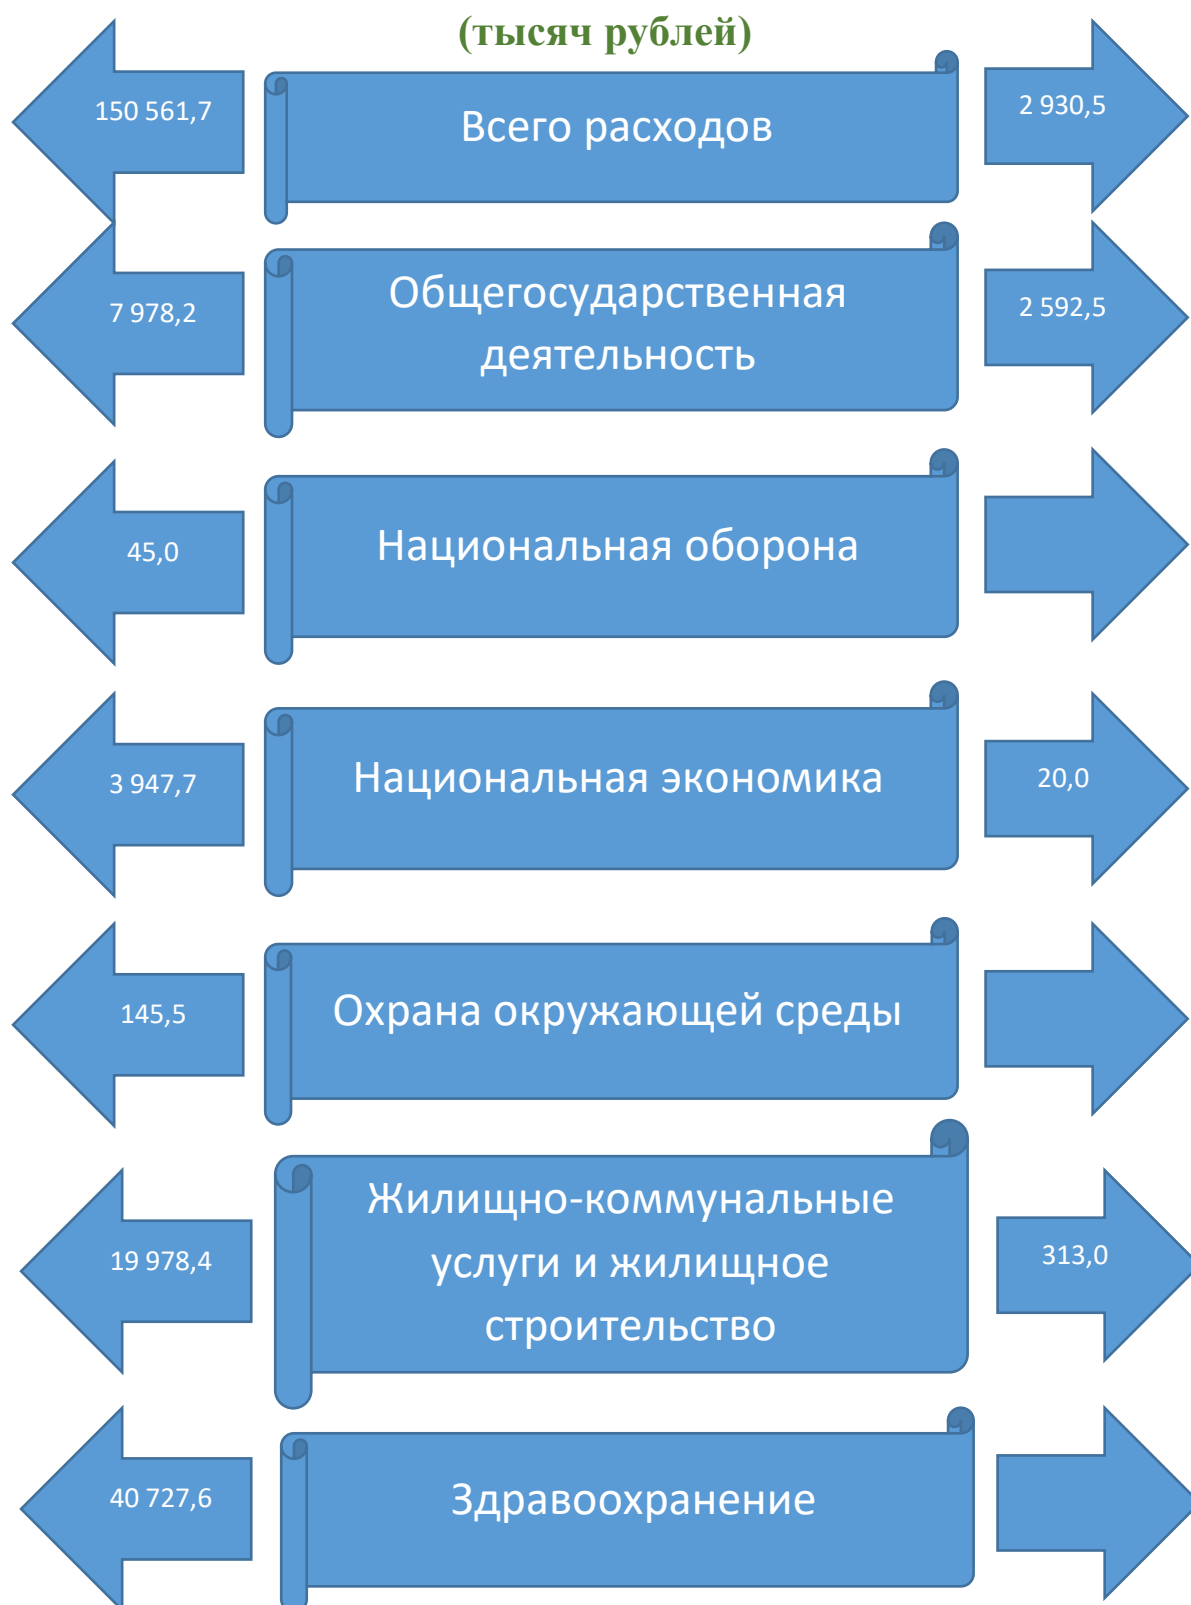 (тысяч рублей)
150 561,7
Всего расходов
2 930,5
7 978,2
Общегосударственная
деятельность
2 592,5
45,0
Национальная оборона
3 947,7
Национальная экономика
20,0
145,5
Охрана окружающей среды
19 978,4
Жилищно-коммунальные
услуги и жилищное
строительство
313,0
40 727,6
Здравоохранение